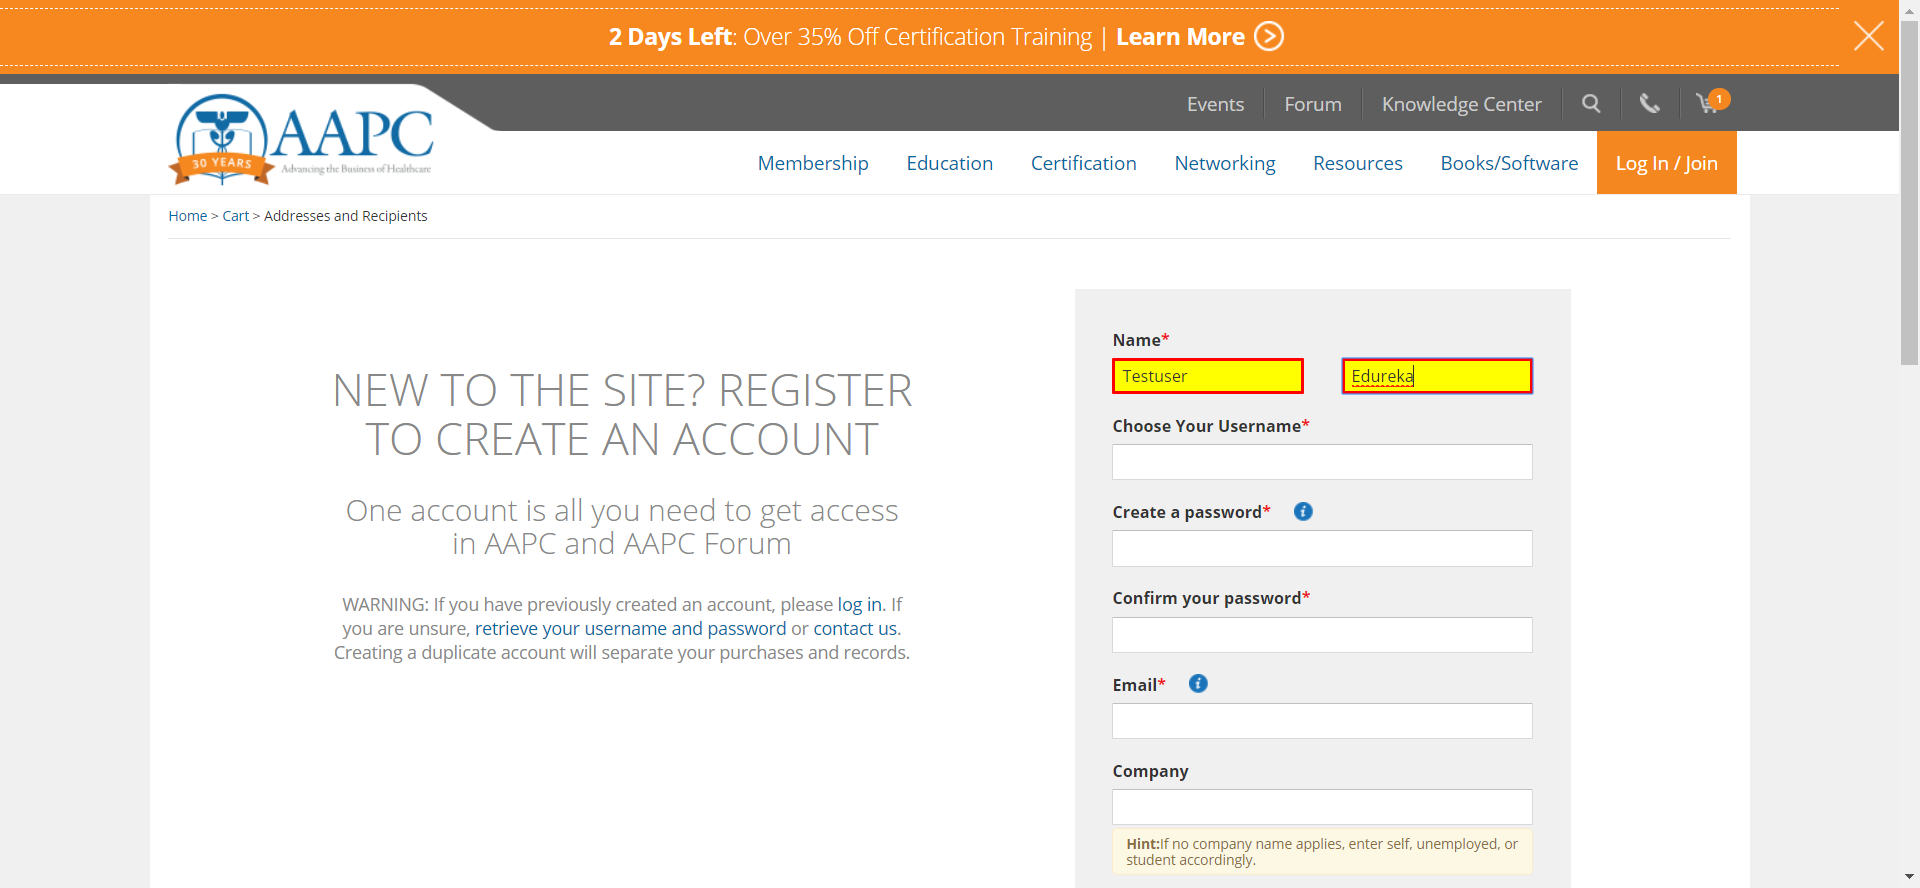 2 Days Left: Over 35% Off Certification Training | Learn More
Events
Forum
Knowledge Center
1
AAPC
30 YEARS
Advancing the Business of Healthcare
Membership
Education
Certification
Networking
Resources
Books/Software
Log In / Join
Home > Cart > Addresses and Recipients
NEW TO THE SITE? REGISTER
TO CREATE AN ACCOUNT
One account is all you need to get access
in AAPC and AAPC Forum
WARNING: If you have previously created an account, please log in. If
you are unsure, retrieve your username and password or contact us.
Creating a duplicate account will separate your purchases and records.
Name*
Testuser
Edureka
Choose Your Username*
Create a password*
Confirm your password*
Email*
Company
Hint:If no company name applies, enter self, unemployed, or
student accordingly.